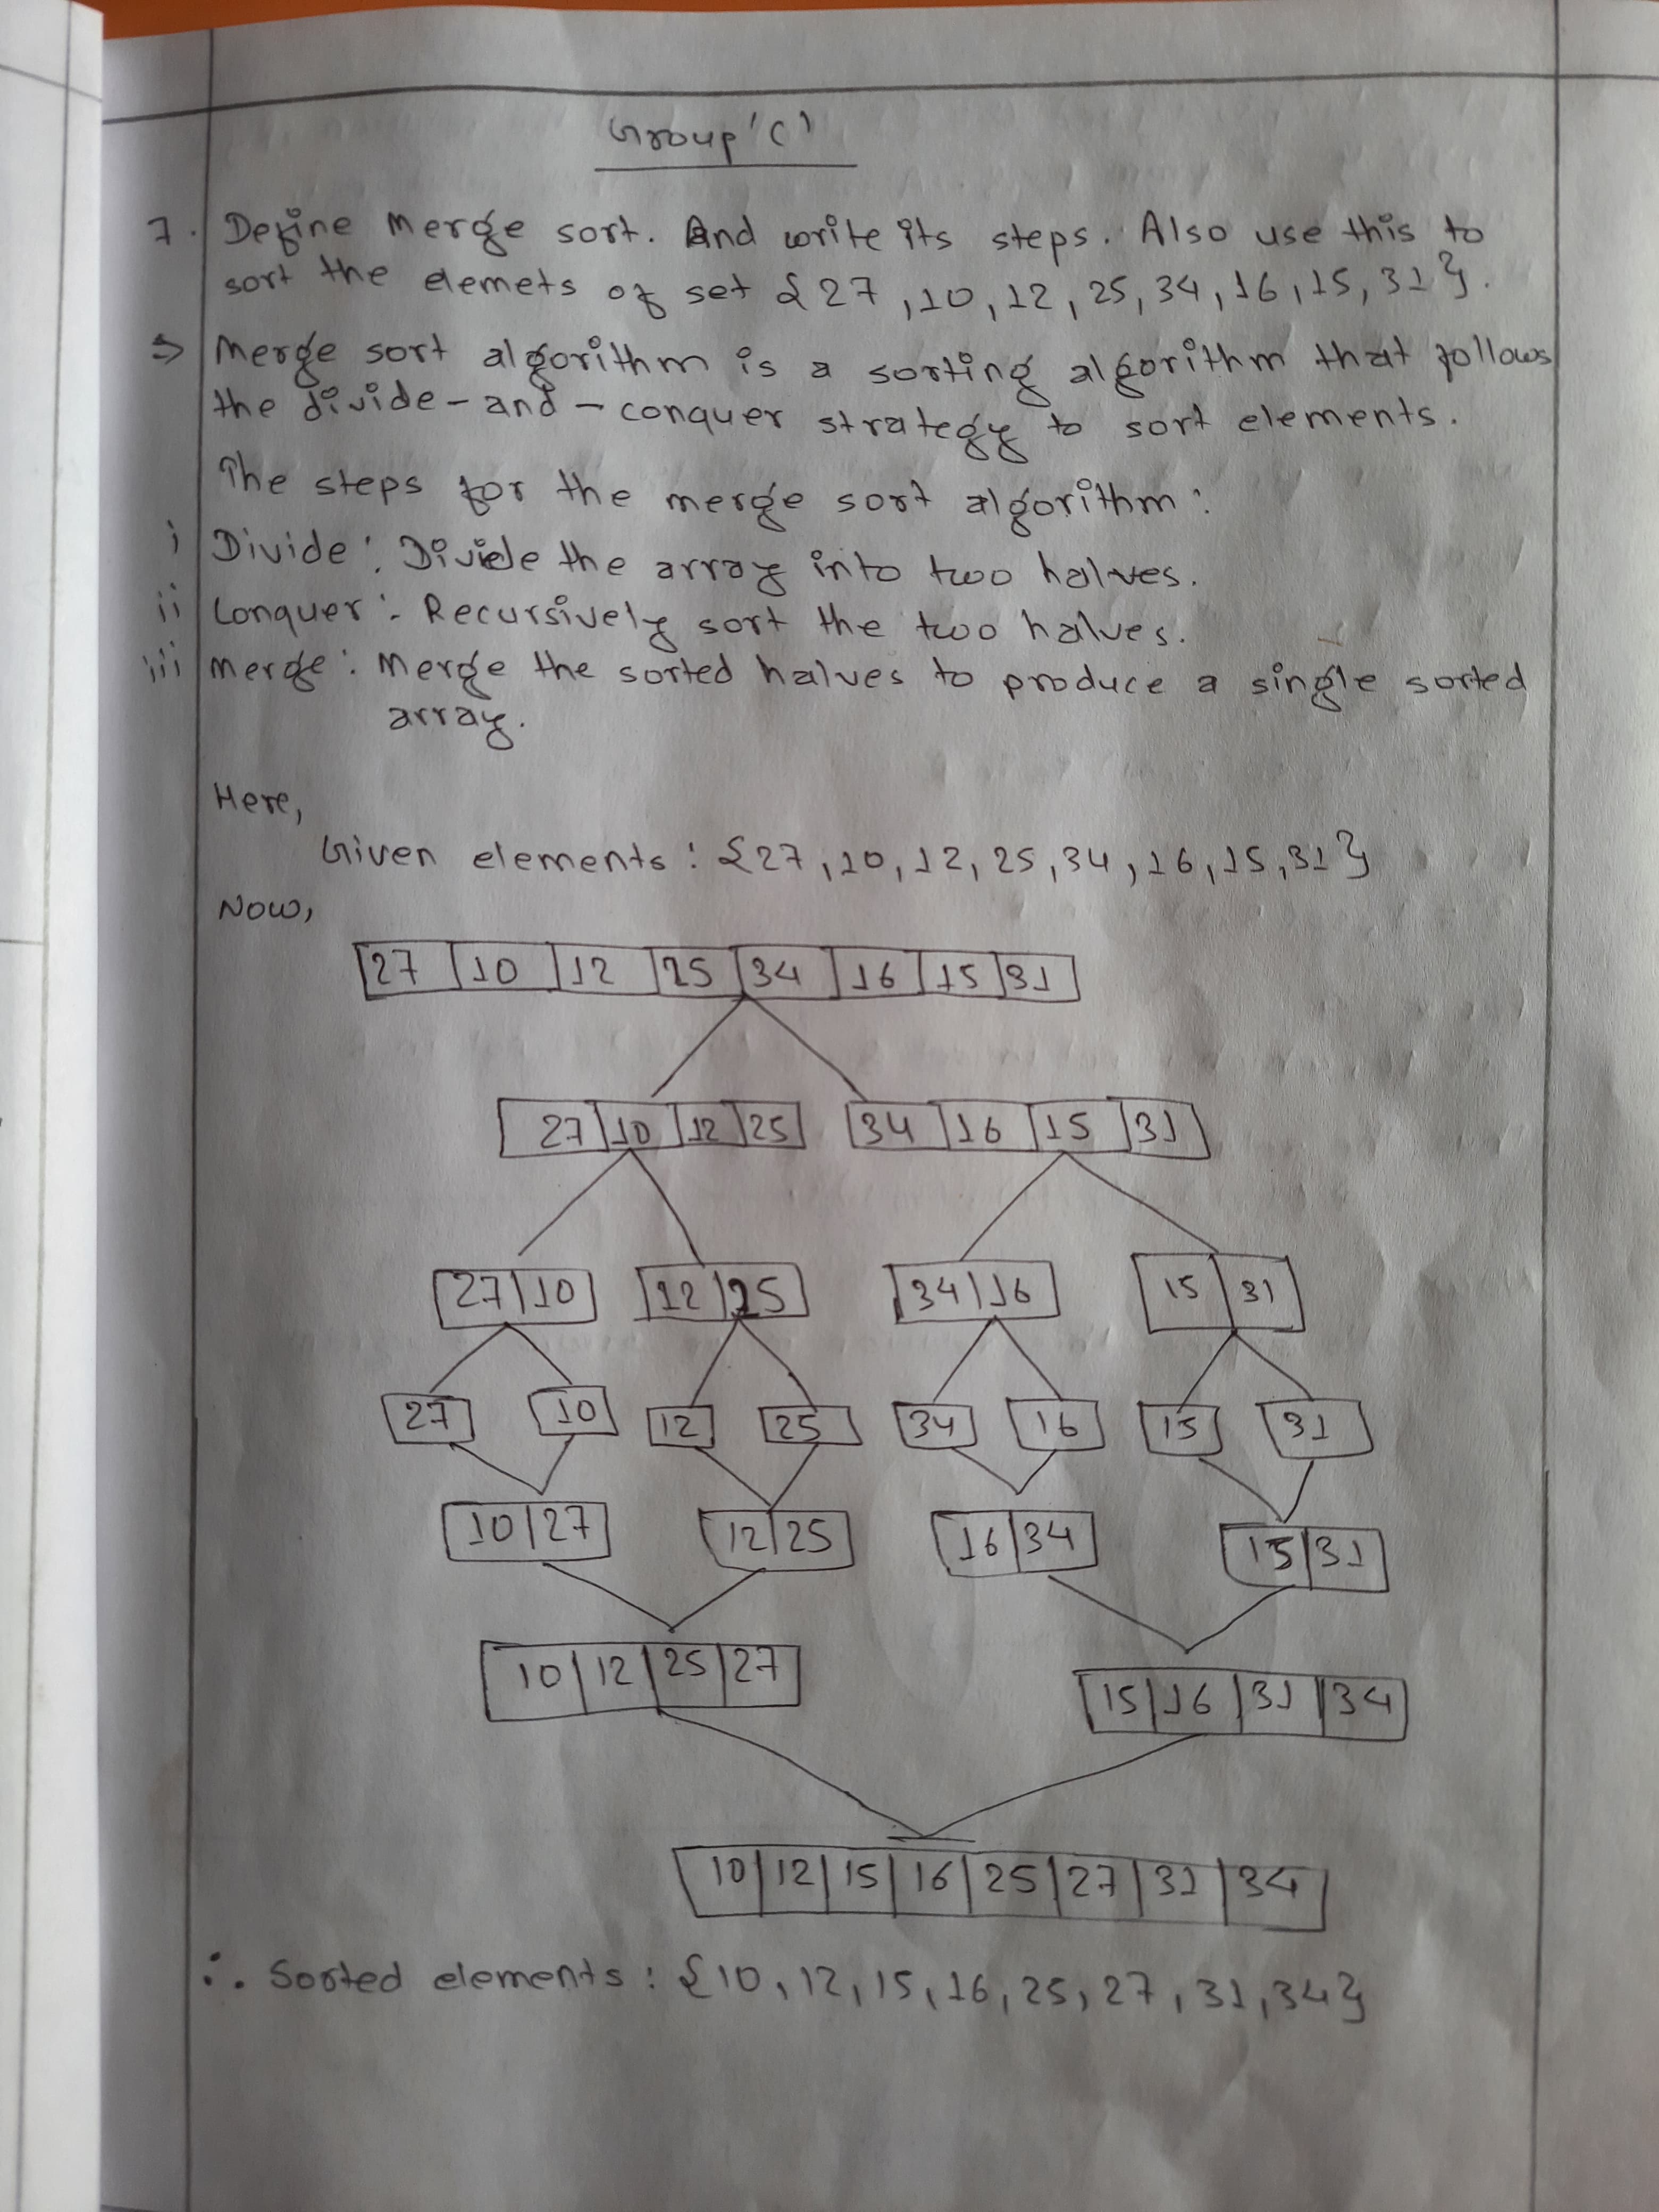 Group 'C'
7. Define Merge sort. And write its steps. Also use this to
sort the elemets of set {27, 10, 12, 25, 34, 16, 15, 31}.
⇒ Merge sort algorithm is a sorting algorithm that follows
the divide-and-conquer strategy to sort elements.
The steps for the merge sort algorithm:
i Divide: Divide the array into two halves.
ii Conquer:- Recursively sort the two halves.
iii Merge: Merge the sorted halves to produce a single sorted
array.
Here,
Given elements: {27, 10, 12, 25, 34, 16, 15, 31}
Now,
27 10 12 25 34 16 15 31
27 10 12 25 34 16 15 31
27 10 12 25 34 16 15 31
27 10 12 25 34 16 15 31
10 27 12 25 16 34 15 31
10 12 25 27 15 16 31 34
10 12 15 16 25 27 31 34
∴ Sorted elements: {10, 12, 15, 16, 25, 27, 31, 34}